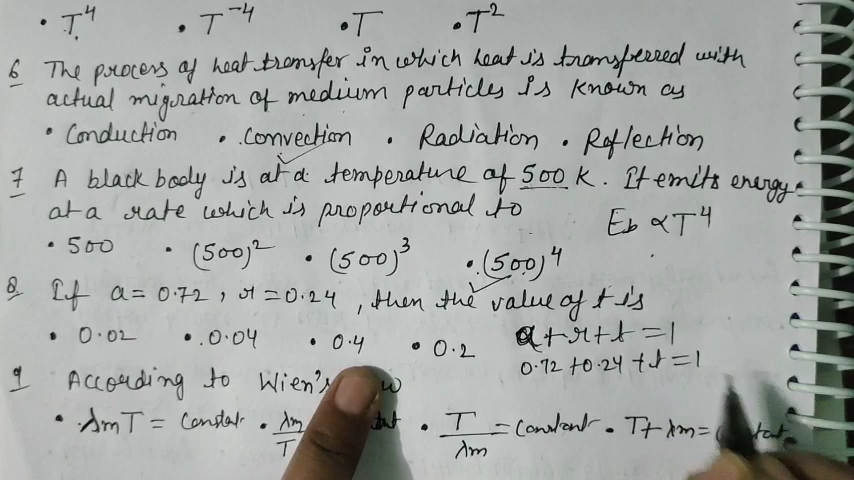 • T⁴ • T⁻⁴ • T • T²
6 The process of heat transfer in which heat is transferred with
actual migration of medium particles is known as
• Conduction • Convection • Radiation • Reflection
7 A black body is at a temperature of 500 K. It emits energy
at a rate which is proportional to Eb ∝ T⁴
• 500 • (500)² • (500)³ • (500)⁴
8 If a = 0.72, r = 0.24, then the value of t is
• 0.02 • 0.04 • 0.4 • 0.2 a + r + t = 1
0.72 + 0.24 + t = 1
9 According to Wien's
• λmT = Constant • λm/T • T/λm = Constant • T + λm =